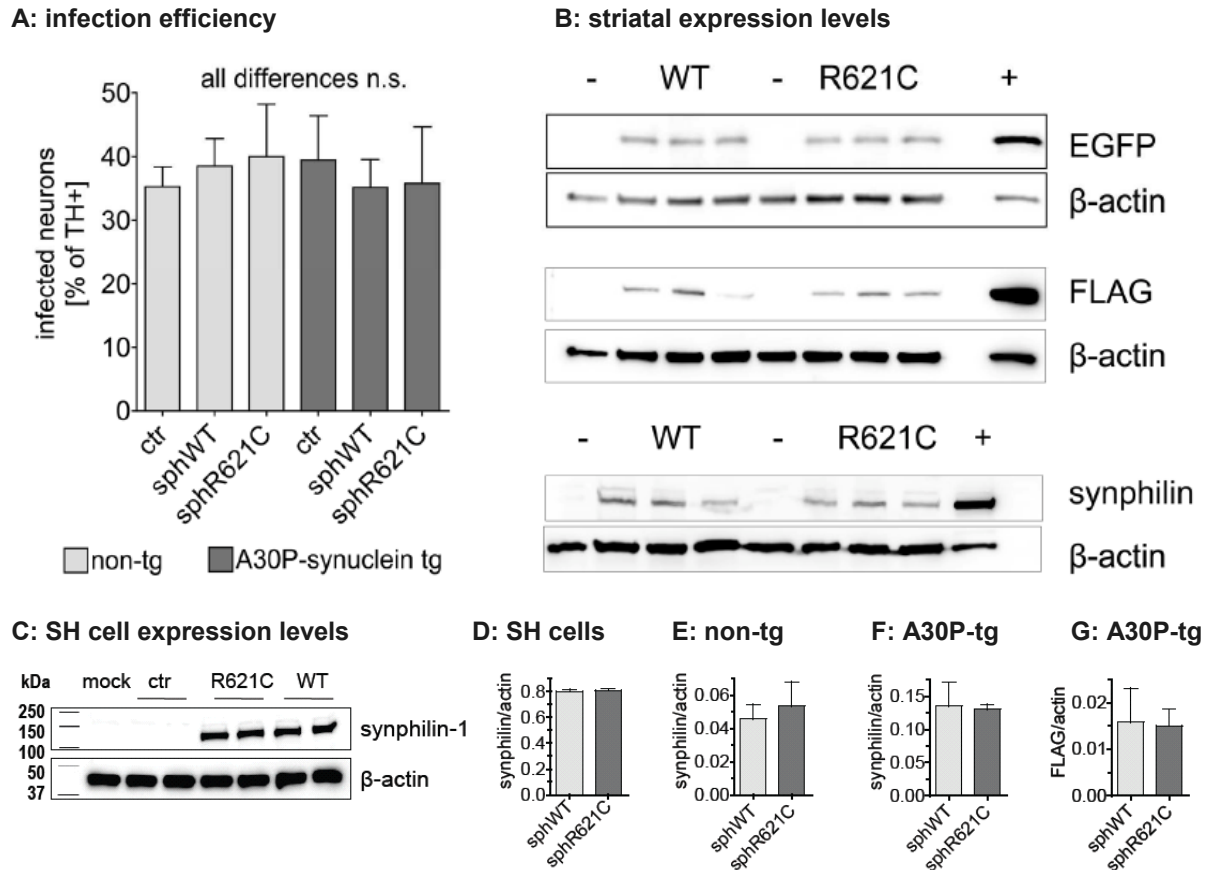 A: infection efficiency
all differences n.s.
infected neurons
[% of TH+]
50
40
30
20
10
0
ctr
sphWT
sphR621C
ctr
sphWT
sphR621C
non-tg
A30P-synuclein tg
B: striatal expression levels
- WT - R621C +
EGFP
β-actin
FLAG
β-actin
- WT - R621C +
synphilin
β-actin
C: SH cell expression levels
kDa mock ctr R621C WT
250
150
100
synphilin-1
50
37
β-actin
D: SH cells
synphilin/actin
0.8
0.6
0.4
0.2
0.0
sphWT
sphR621C
E: non-tg
synphilin/actin
0.06
0.04
0.02
0.00
sphWT
sphR621C
F: A30P-tg
synphilin/actin
0.15
0.10
0.05
0.00
sphWT
sphR621C
G: A30P-tg
FLAG/actin
0.02
0.01
0.00
sphWT
sphR621C